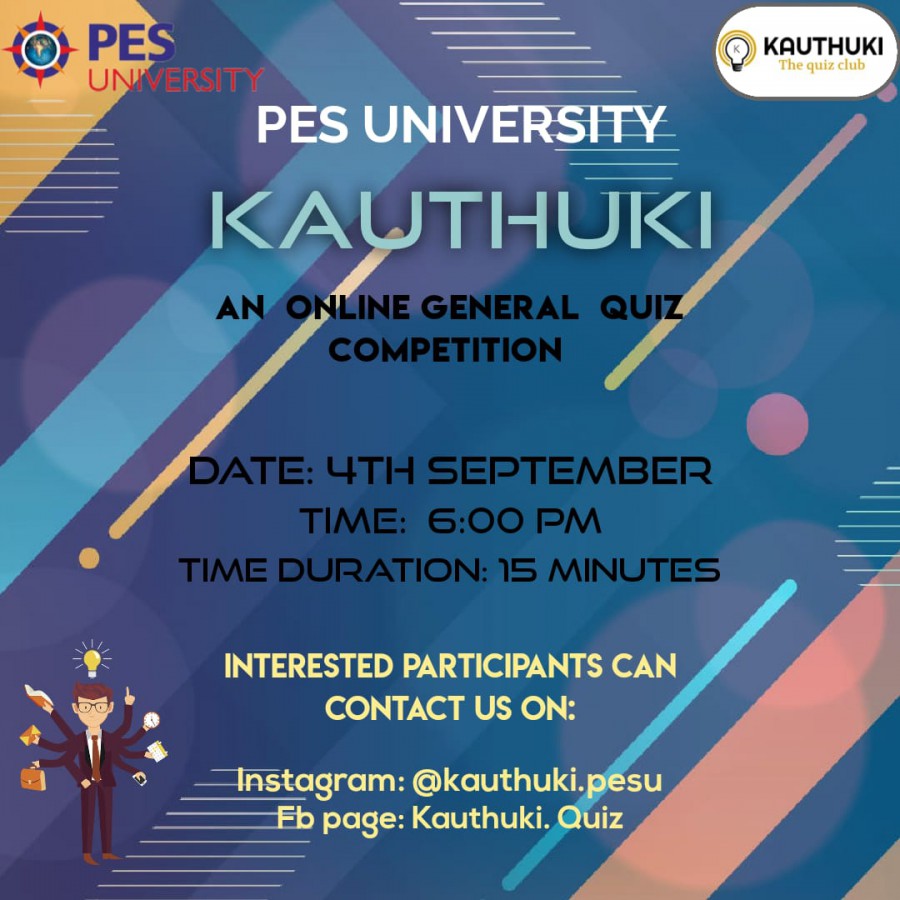 PES
UNIVERSITY
KAUTHUKI
The quiz club
PES UNIVERSITY
KAUTHUKI
AN ONLINE GENERAL QUIZ
COMPETITION
DATE: 4TH SEPTEMBER
TIME: 6:00 PM
TIME DURATION: 15 MINUTES
INTERESTED PARTICIPANTS CAN
CONTACT US ON:
Instagram: @kauthuki.pesu
Fb page: Kauthuki. Quiz